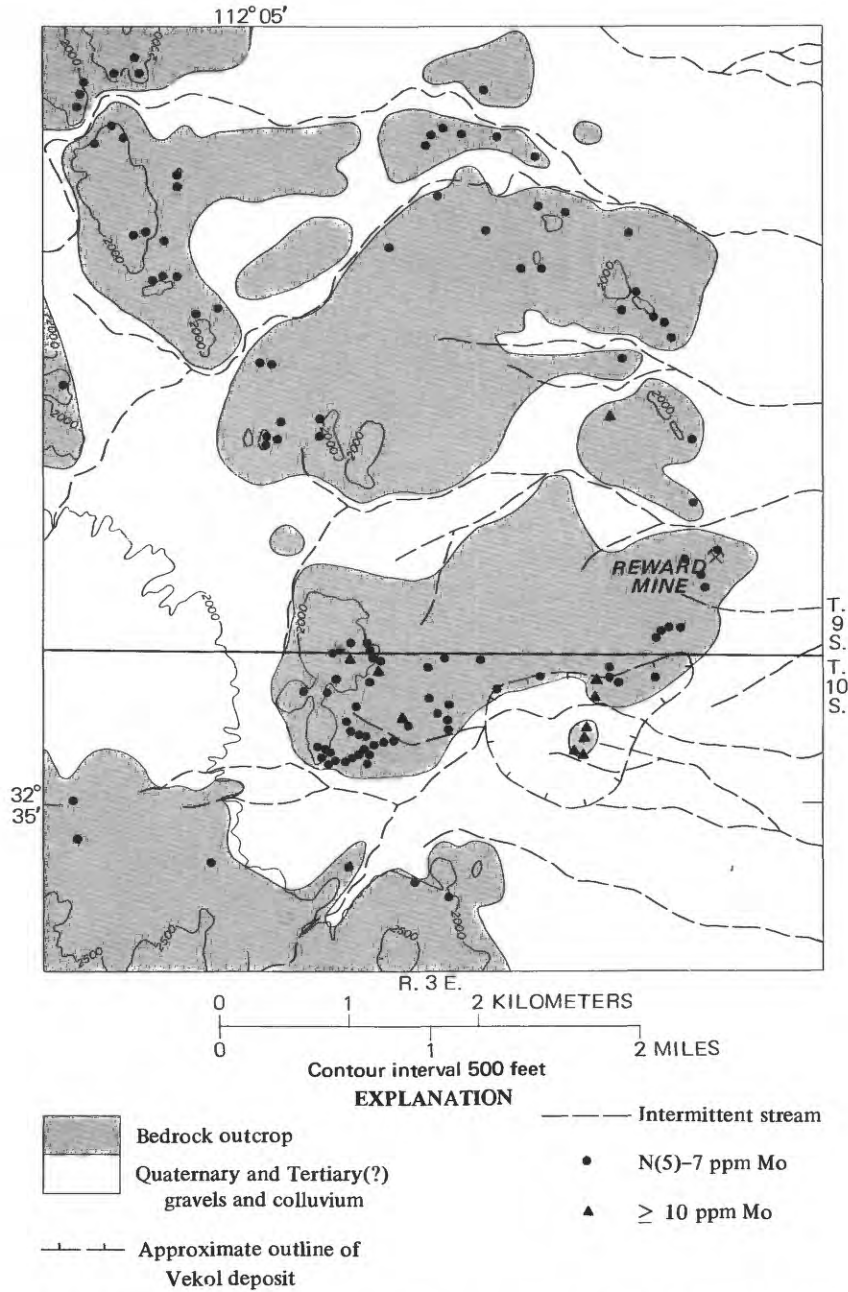 112° 05′
2000
2000
2000
2000
2000
2000
2000
REWARD
MINE
2000
2000
T.
9
S.
T.
10
S.
32°
35′
2500
2500
2000
R. 3 E.
0 1 2 KILOMETERS
0 1 2 MILES
Contour interval 500 feet
EXPLANATION
Bedrock outcrop
Quaternary and Tertiary(?)
gravels and colluvium
Approximate outline of
Vekol deposit
Intermittent stream
N(5)–7 ppm Mo
≥ 10 ppm Mo